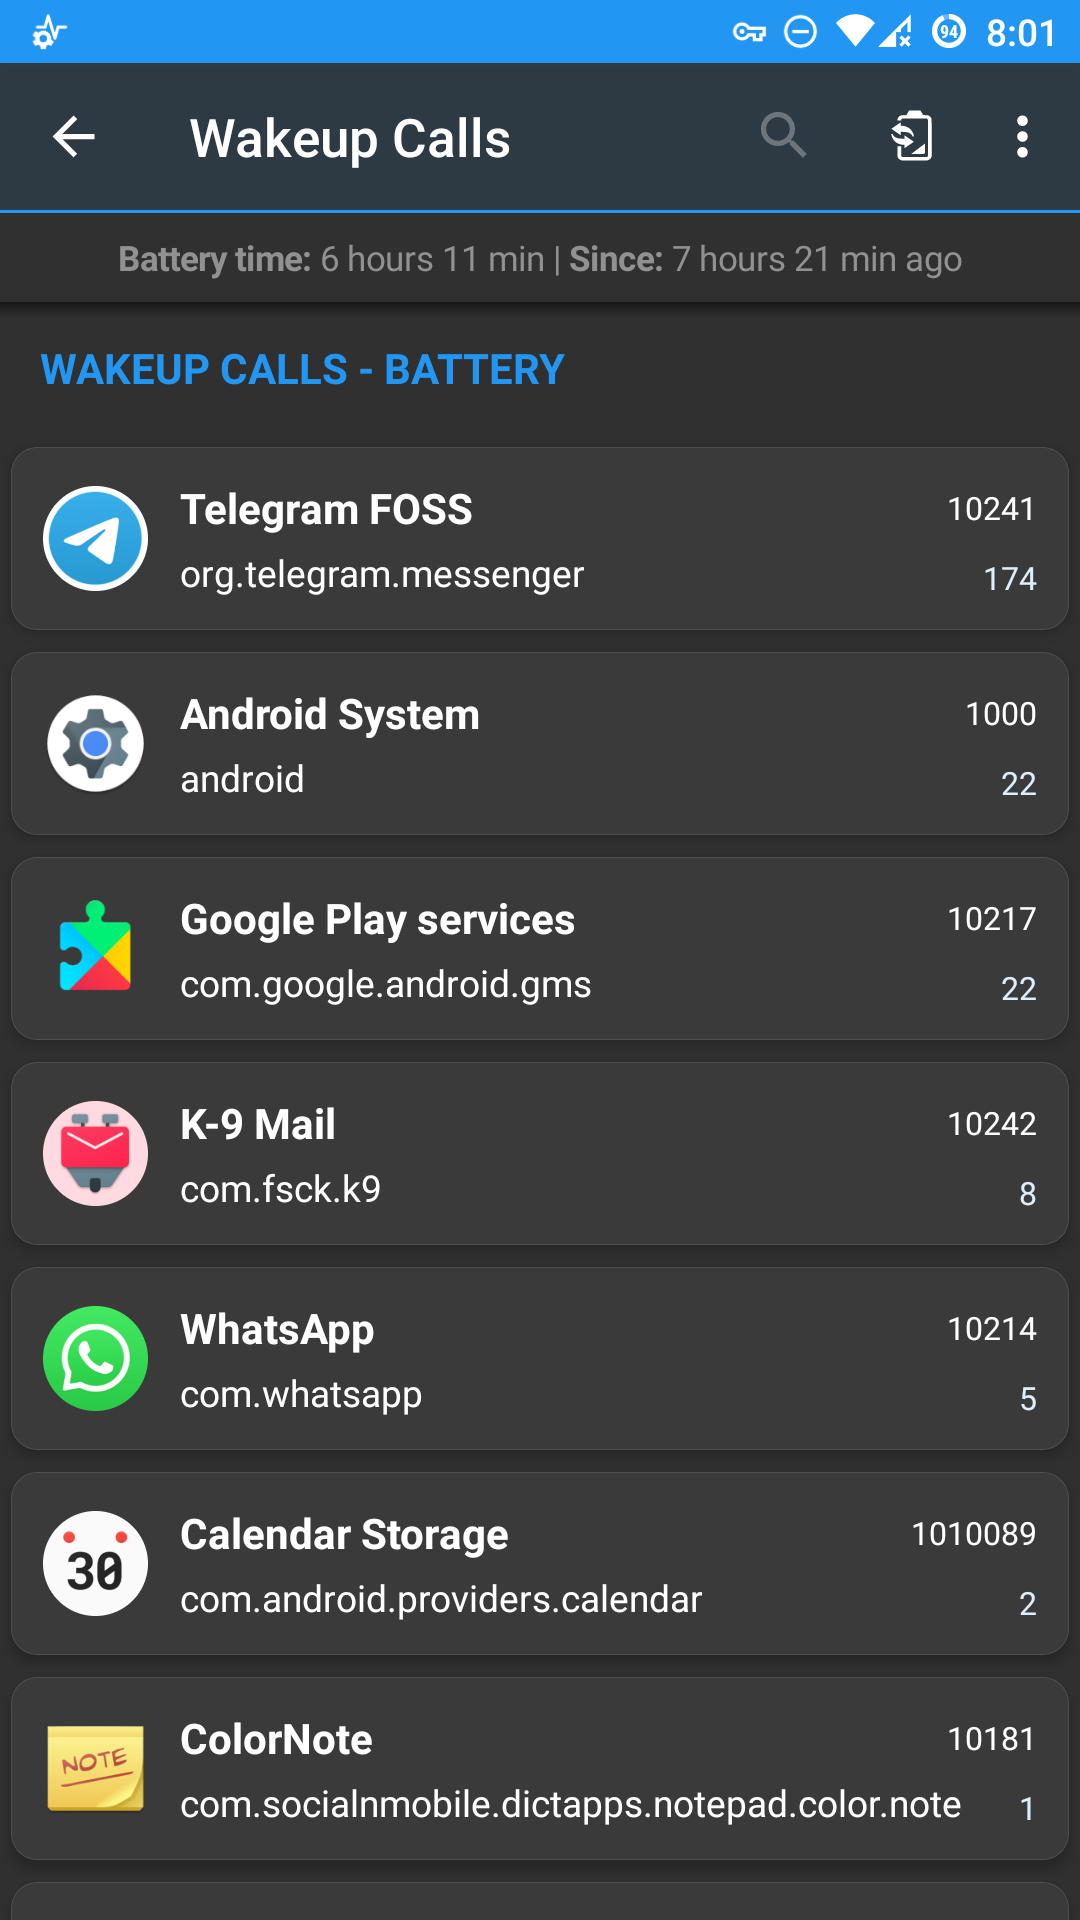 94 8:01
Wakeup Calls
Battery time: 6 hours 11 min | Since: 7 hours 21 min ago
WAKEUP CALLS - BATTERY
Telegram FOSS 10241
org.telegram.messenger 174
Android System 1000
android 22
Google Play services 10217
com.google.android.gms 22
K-9 Mail 10242
com.fsck.k9 8
WhatsApp 10214
com.whatsapp 5
30
Calendar Storage 1010089
com.android.providers.calendar 2
NOTE
ColorNote 10181
com.socialnmobile.dictapps.notepad.color.note 1